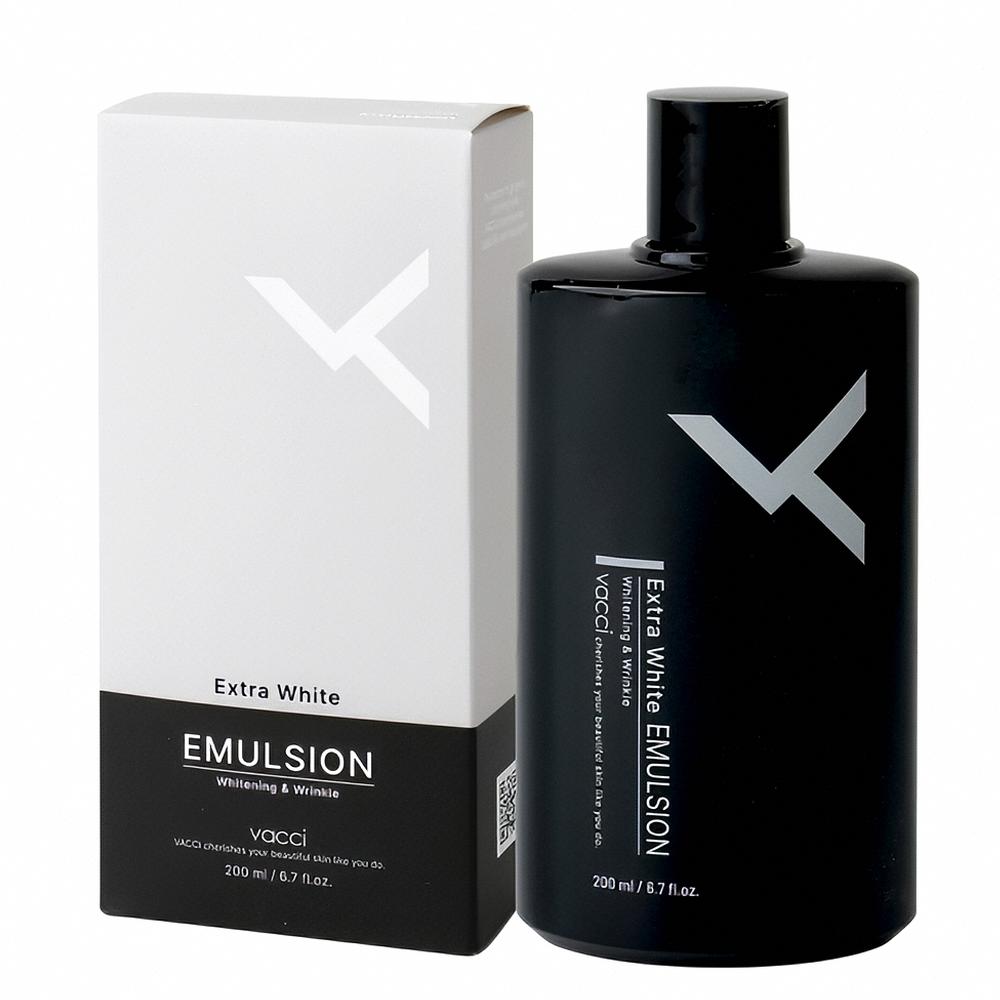 Extra White
EMULSION
Whitening & Wrinkle
vacci
VACCI cherishes your beautiful skin like you do.
200 ml / 6.7 fl.oz.
Extra White EMULSION
Whitening & Wrinkle
vacci cherishes your beautiful skin like you do.
200 ml / 6.7 fl.oz.